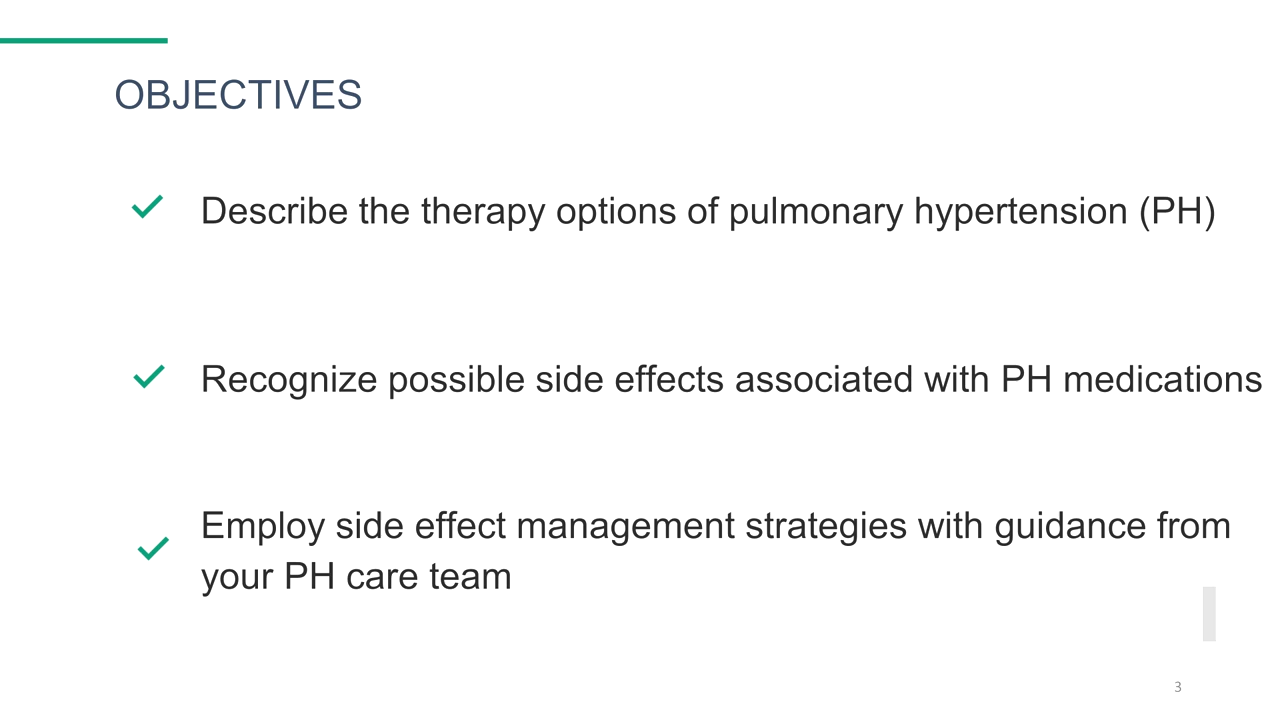 OBJECTIVES
Describe the therapy options of pulmonary hypertension (PH)
Recognize possible side effects associated with PH medications
Employ side effect management strategies with guidance from
your PH care team
3